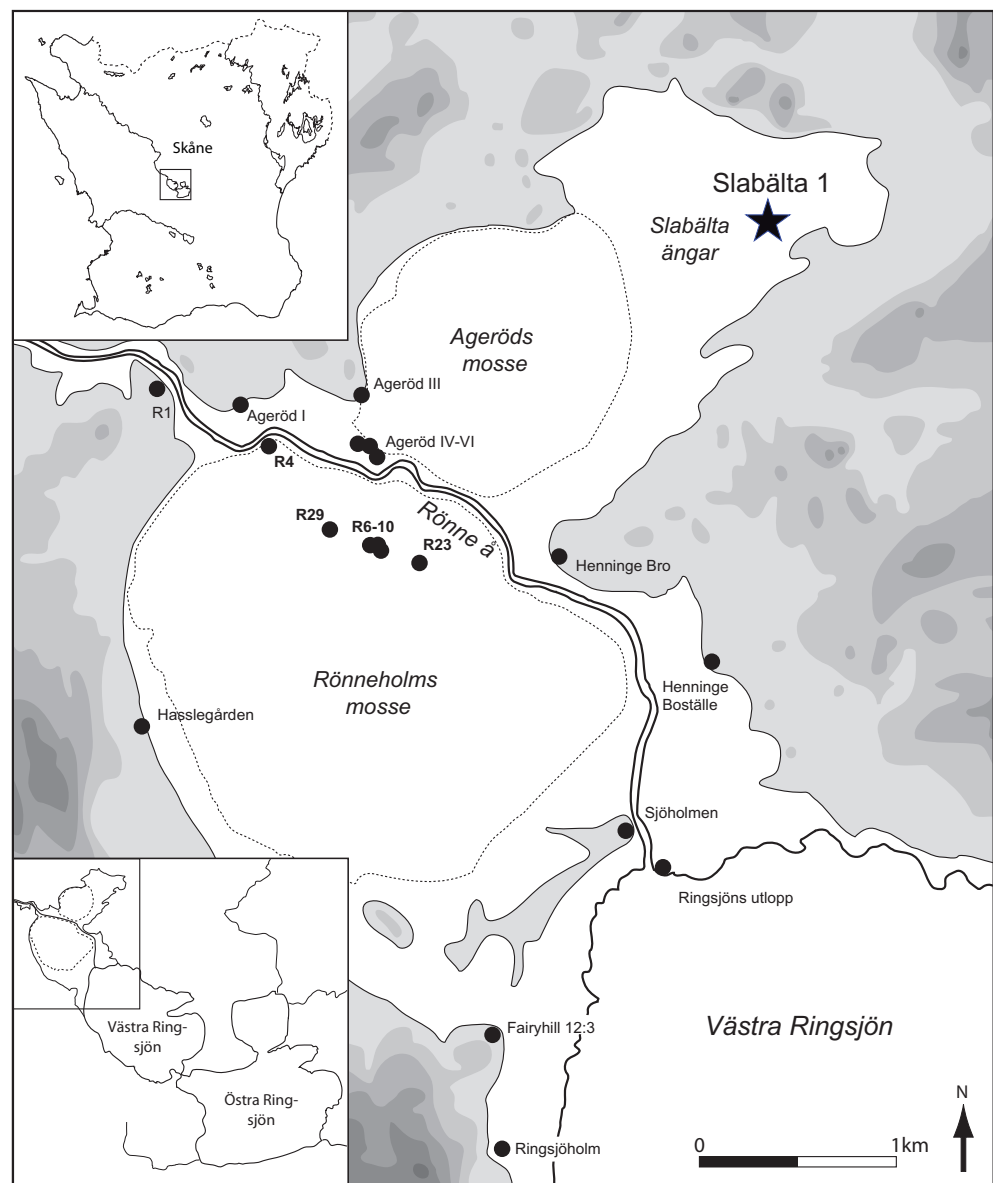 Skåne
Slabälta 1
Slabälta
ängar
Ageröds
mosse
Ageröd III
R1
Ageröd I
Ageröd IV-VI
R4
R29
R6-10
Rönne å
R23
Henninge Bro
Rönneholms
mosse
Henninge
Boställe
Hasslegården
Sjöholmen
Ringsjöns utlopp
Västra Ring-
sjön
Östra Ring-
sjön
Fairyhill 12:3
Västra Ringsjön
Ringsjöholm
0
1km
N